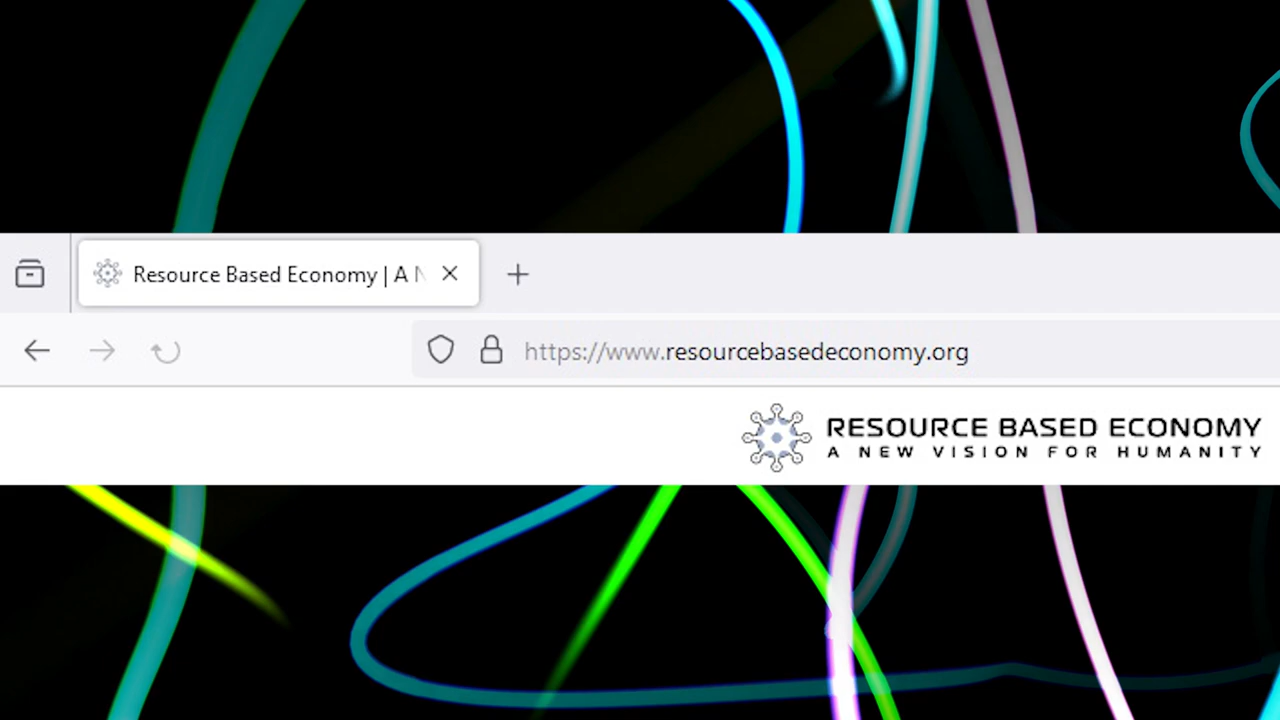 Resource Based Economy | A N
https://www.resourcebasedeconomy.org
RESOURCE BASED ECONOMY
A NEW VISION FOR HUMANITY